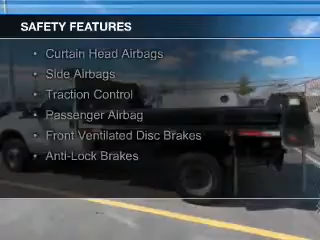 SAFETY FEATURES
• Curtain Head Airbags
• Side Airbags
• Traction Control
• Passenger Airbag
• Front Ventilated Disc Brakes
• Anti-Lock Brakes